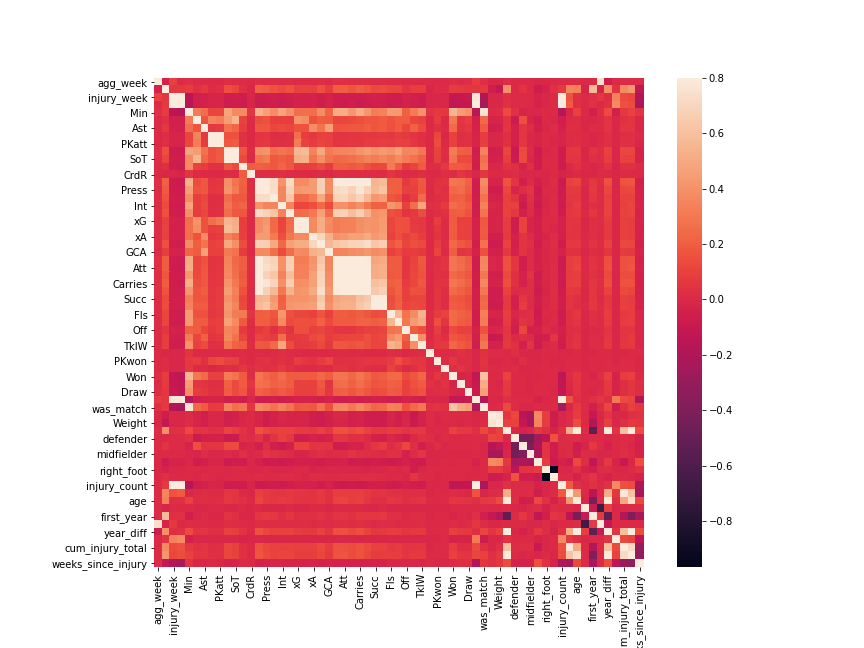 agg_week
injury_week
Min
Ast
PKatt
SoT
CrdR
Press
Int
xG
xA
GCA
Att
Carries
Succ
Fls
Off
TklW
PKwon
Won
Draw
was_match
Weight
defender
midfielder
right_foot
injury_count
age
first_year
year_diff
cum_injury_total
weeks_since_injury
0.8
0.6
0.4
0.2
0.0
−0.2
−0.4
−0.6
−0.8
agg_week
injury_week
Min
Ast
PKatt
SoT
CrdR
Press
Int
xG
xA
GCA
Att
Carries
Succ
Fls
Off
TklW
PKwon
Won
Draw
was_match
Weight
defender
midfielder
right_foot
injury_count
age
first_year
year_diff
m_injury_total
ks_since_injury